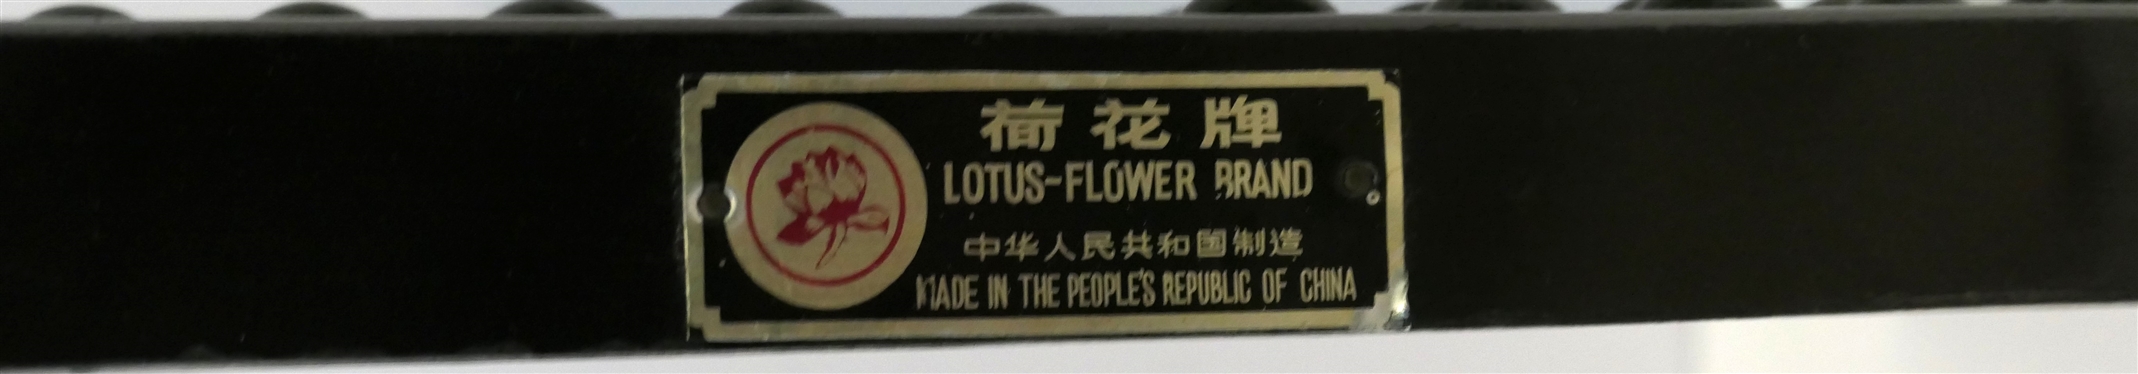 荷花牌
LOTUS-FLOWER BRAND
中华人民共和国制造
MADE IN THE PEOPLE'S REPUBLIC OF CHINA